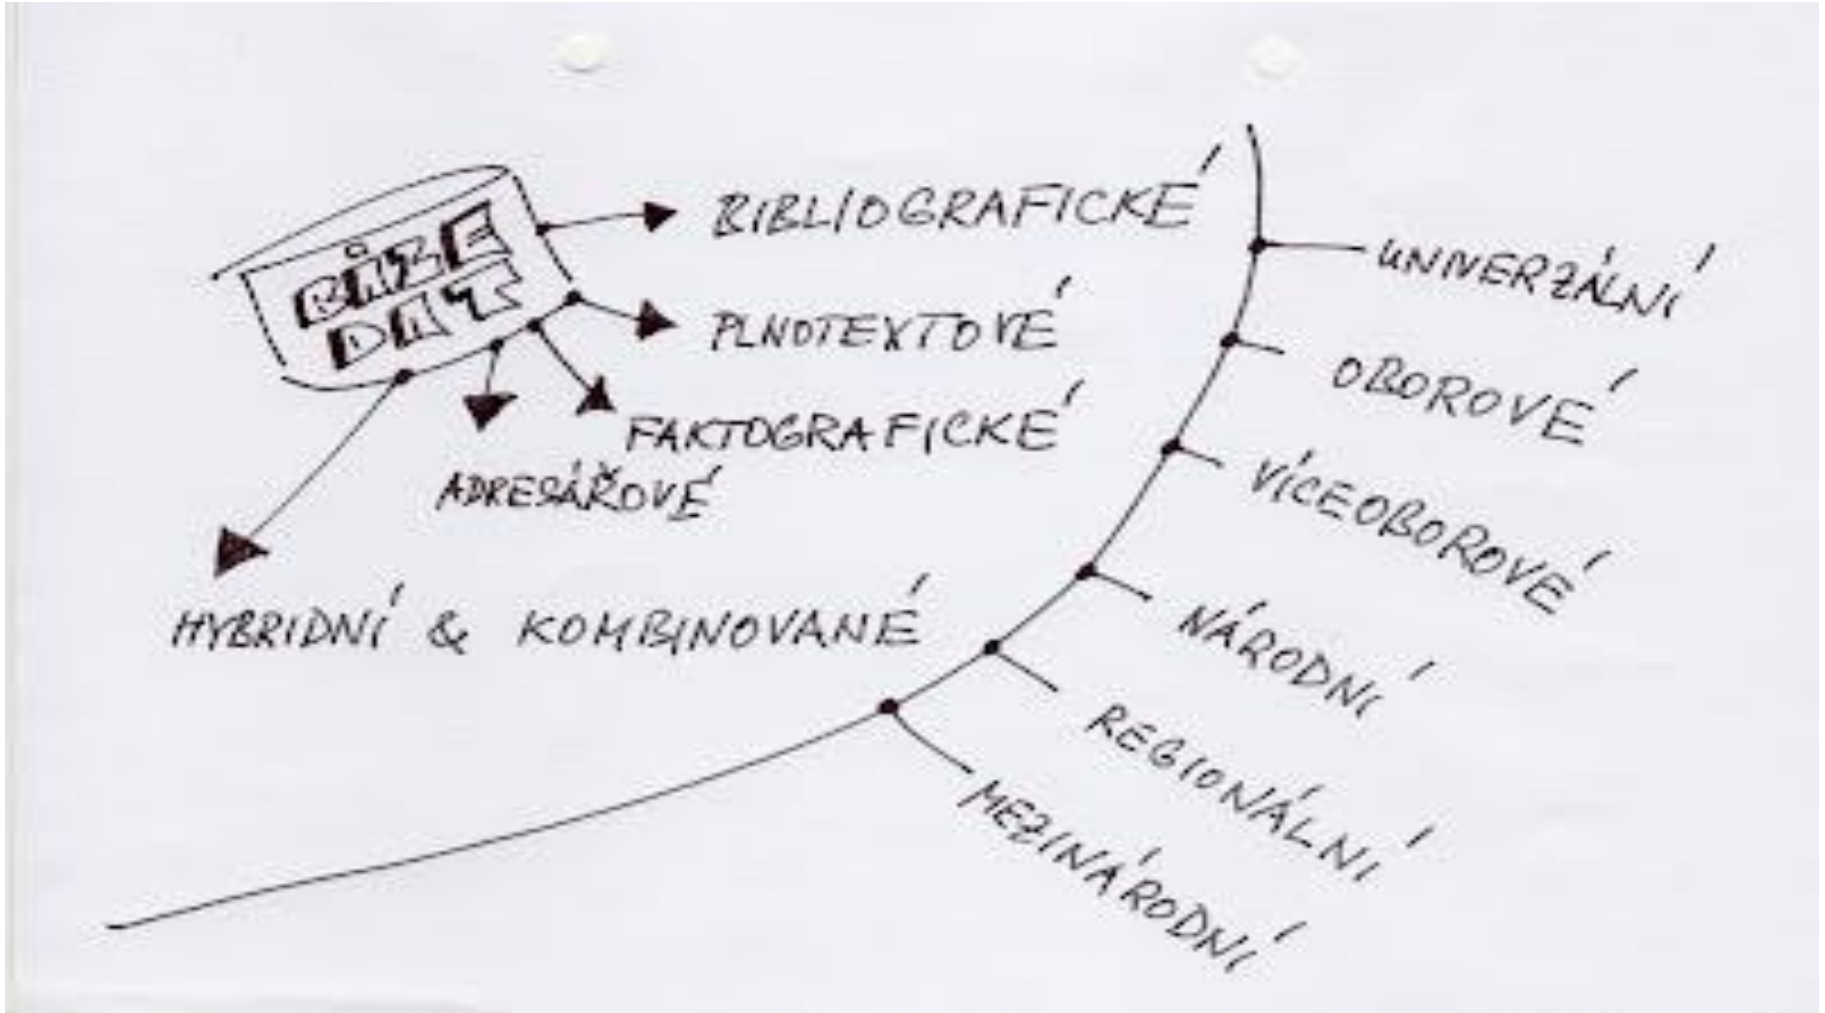 BÁZE
DAT
BIBLIOGRAFICKÉ
PLNOTEXTOVÉ
FAKTOGRAFICKÉ
ADRESÁŘOVÉ
HYBRIDNÍ & KOMBINOVANÉ
UNIVERZÁLNÍ
OBOROVÉ
VÍCEOBOROVÉ
NÁRODNÍ
REGIONÁLNÍ
MEZINÁRODNÍ